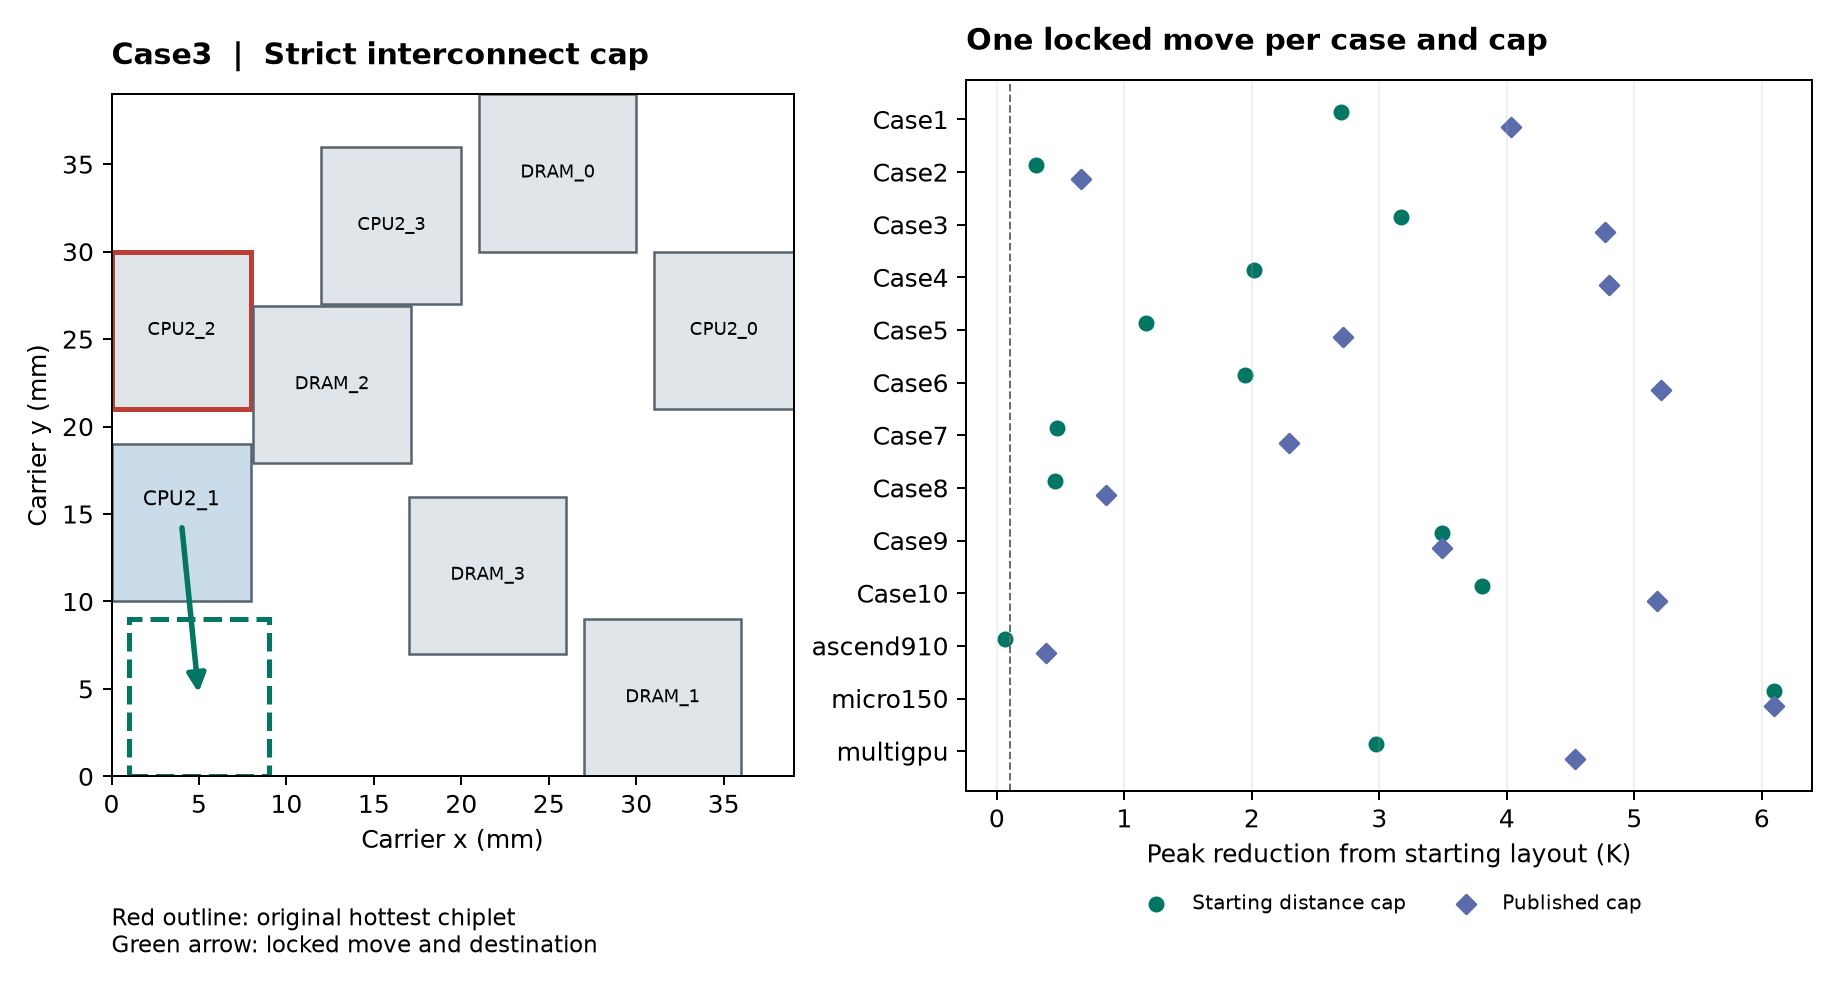 Case3 | Strict interconnect cap
Carrier y (mm)
35
30
25
20
15
10
5
0
DRAM_0
CPU2_3
CPU2_2
CPU2_0
DRAM_2
CPU2_1
DRAM_3
DRAM_1
0 5 10 15 20 25 30 35
Carrier x (mm)
Red outline: original hottest chiplet
Green arrow: locked move and destination
One locked move per case and cap
Case1
Case2
Case3
Case4
Case5
Case6
Case7
Case8
Case9
Case10
ascend910
micro150
multigpu
0 1 2 3 4 5 6
Peak reduction from starting layout (K)
Starting distance cap
Published cap